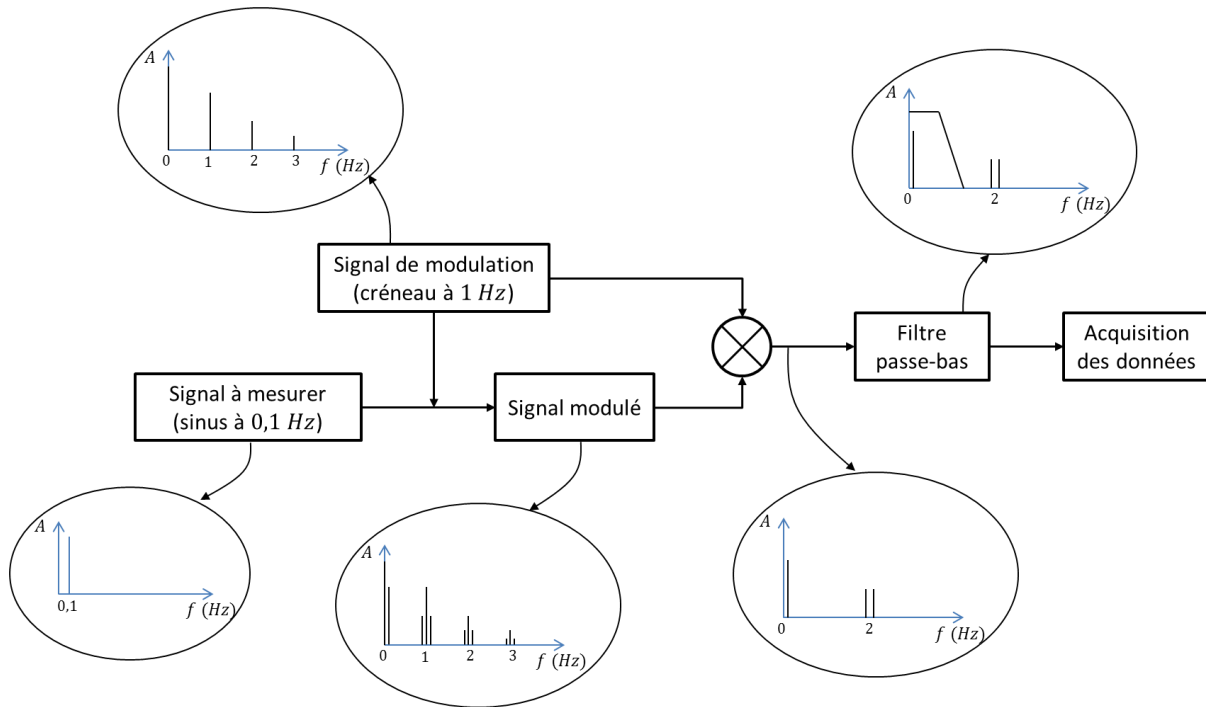 A
0
1
2
3
f (Hz)
A
0
2
f (Hz)
Signal de modulation
(créneau à 1 Hz)
Filtre
passe-bas
Acquisition
des données
Signal à mesurer
(sinus à 0,1 Hz)
Signal modulé
A
0,1
f (Hz)
A
0
1
2
3
f (Hz)
A
0
2
f (Hz)